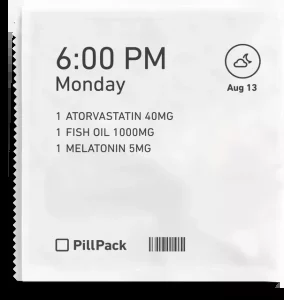 6:00 PM
Monday
Aug 13
1 ATORVASTATIN 40MG
1 FISH OIL 1000MG
1 MELATONIN 5MG
PillPack